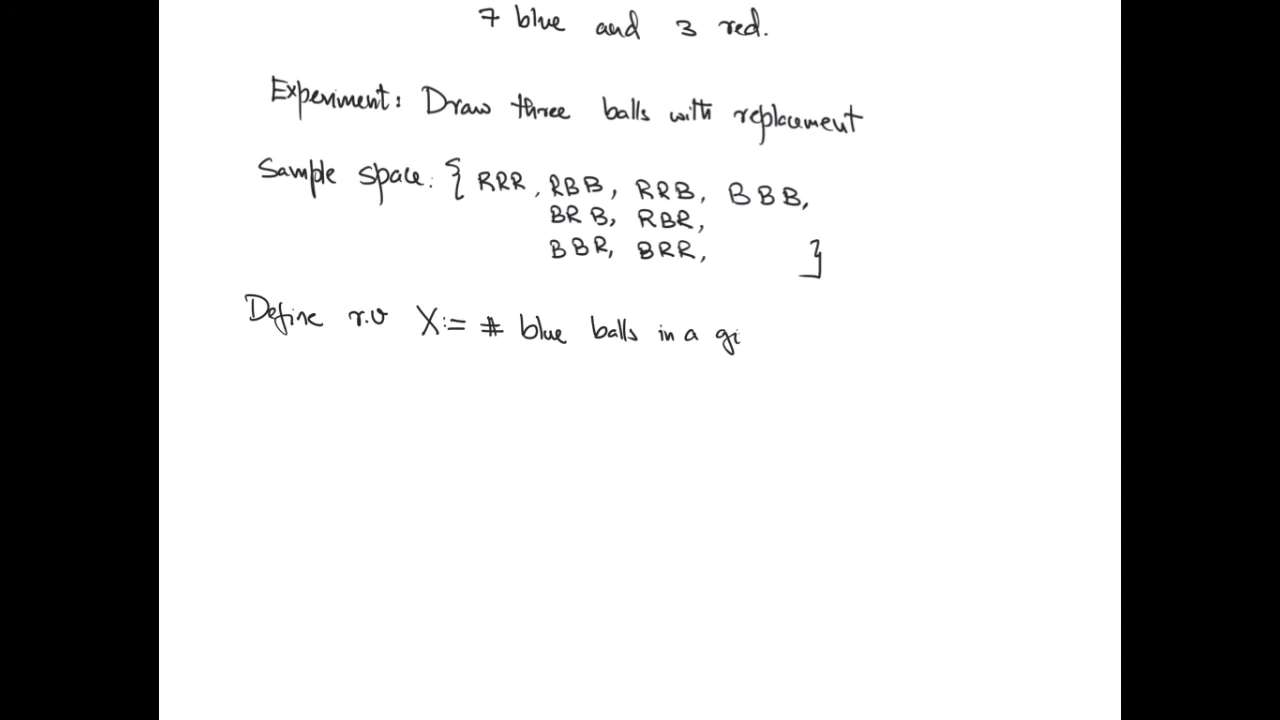 7 blue and 3 red.
Experiment: Draw three balls with replacement
Sample space: { RRR, RBB, RRB, BBB,
BRB, RBR,
BBR, BRR, }
Define r.v X:= # blue balls in a gi